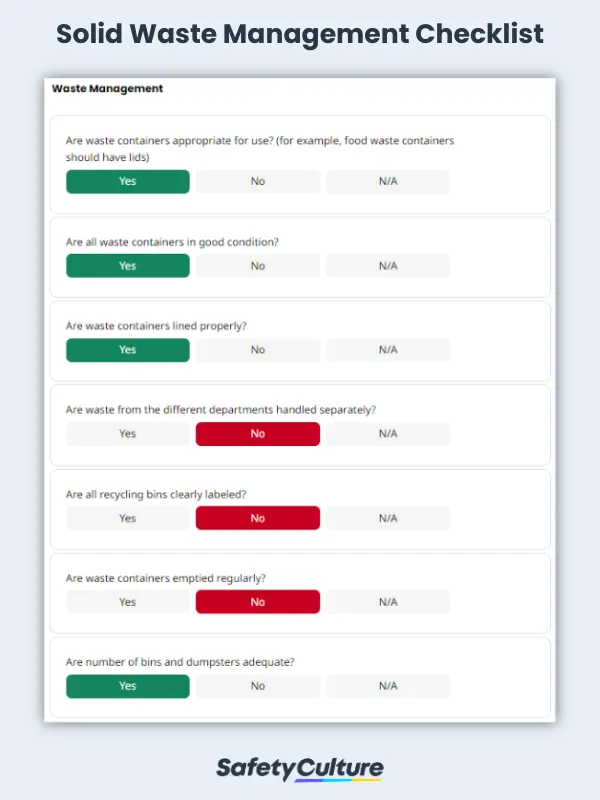 Solid Waste Management Checklist
Waste Management
Are waste containers appropriate for use? (for example, food waste containers
should have lids)
Yes No N/A
Are all waste containers in good condition?
Yes No N/A
Are waste containers lined properly?
Yes No N/A
Are waste from the different departments handled separately?
Yes No N/A
Are all recycling bins clearly labeled?
Yes No N/A
Are waste containers emptied regularly?
Yes No N/A
Are number of bins and dumpsters adequate?
Yes No N/A
SafetyCulture